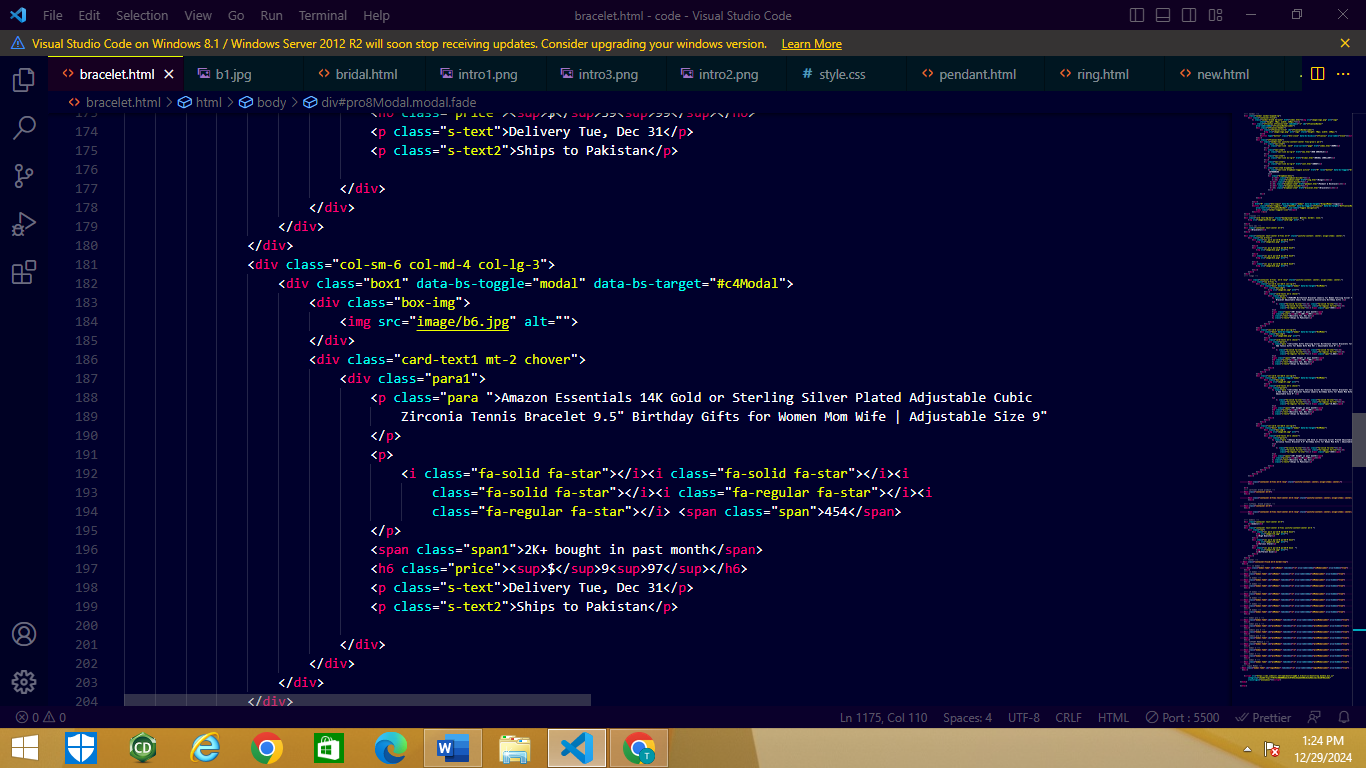 File Edit Selection View Go Run Terminal Help bracelet.html - code - Visual Studio Code
Visual Studio Code on Windows 8.1 / Windows Server 2012 R2 will soon stop receiving updates. Consider upgrading your windows version. Learn More
bracelet.html b1.jpg bridal.html intro1.png intro3.png intro2.png style.css pendant.html ring.html new.html
bracelet.html > html > body > div#pro8Modal.modal.fade
174 <p class="s-text">Delivery Tue, Dec 31</p>
175 <p class="s-text2">Ships to Pakistan</p>
176
177 </div>
178 </div>
179 </div>
180 </div>
181 <div class="col-sm-6 col-md-4 col-lg-3">
182 <div class="box1" data-bs-toggle="modal" data-bs-target="#c4Modal">
183 <div class="box-img">
184 <img src="image/b6.jpg" alt="">
185 </div>
186 <div class="card-text1 mt-2 chover">
187 <div class="para1">
188 <p class="para ">Amazon Essentials 14K Gold or Sterling Silver Plated Adjustable Cubic
189 Zirconia Tennis Bracelet 9.5" Birthday Gifts for Women Mom Wife | Adjustable Size 9"
190 </p>
191 <p>
192 <i class="fa-solid fa-star"></i><i class="fa-solid fa-star"></i><i
193 class="fa-solid fa-star"></i><i class="fa-regular fa-star"></i><i
194 class="fa-regular fa-star"></i> <span class="span">454</span>
195 </p>
196 <span class="span1">2K+ bought in past month</span>
197 <h6 class="price"><sup>$</sup>9<sup>97</sup></h6>
198 <p class="s-text">Delivery Tue, Dec 31</p>
199 <p class="s-text2">Ships to Pakistan</p>
200
201 </div>
202 </div>
203 </div>
204 </div>
0 0 Ln 1175, Col 110 Spaces: 4 UTF-8 CRLF HTML Port : 5500 Prettier
CD W T
1:24 PM
12/29/2024